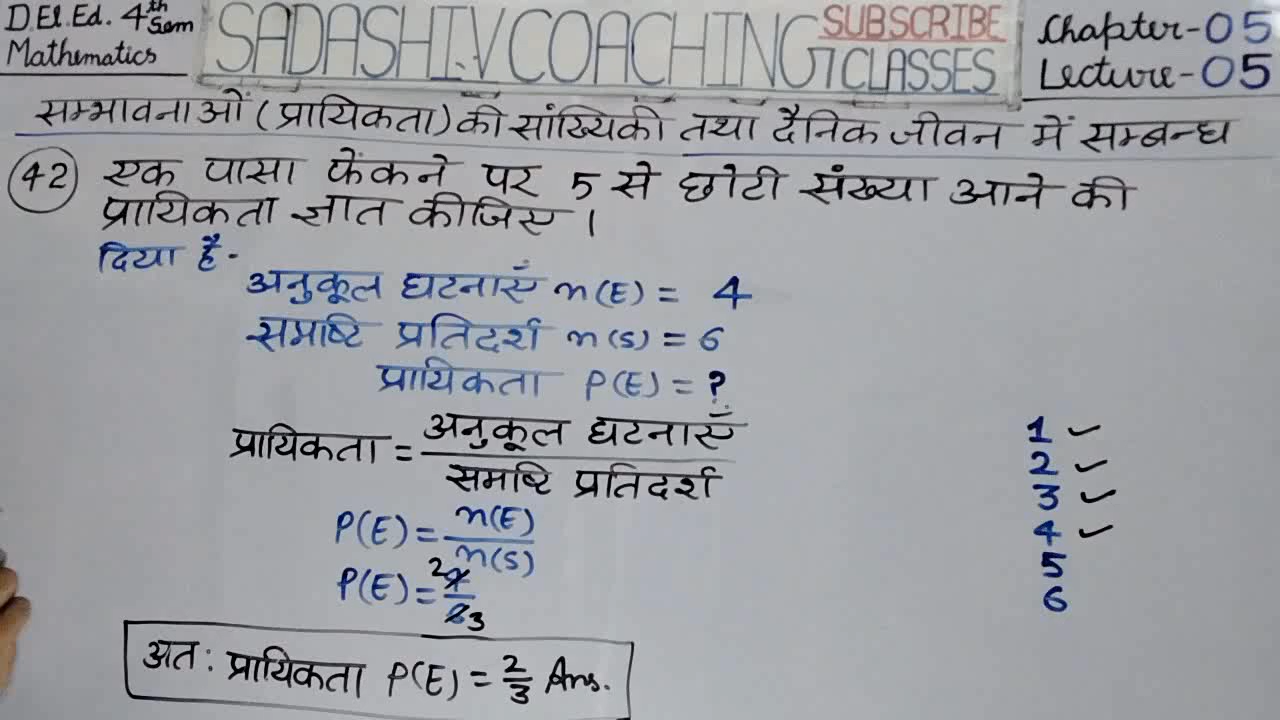 D.El.Ed. 4th Sem
Mathematics
SADASHIV COACHING CLASSES
SUBSCRIBE
Chapter-05
Lecture-05
सम्भावनाओं (प्रायिकता) की सांख्यिकी तथा दैनिक जीवन में सम्बन्ध
42 एक पासा फेंकने पर 5 से छोटी संख्या आने की
प्रायिकता ज्ञात कीजिए।
दिया है-
अनुकूल घटनाएँ n(E) = 4
समष्टि प्रतिदर्श n(S) = 6
प्रायिकता P(E) = ?
प्रायिकता = अनुकूल घटनाएँ
समष्टि प्रतिदर्श
P(E) = n(E)
n(S)
P(E) = 2 4
6 3
अत: प्रायिकता P(E) = 2/3 Ans.
1 ✓
2 ✓
3 ✓
4 ✓
5
6